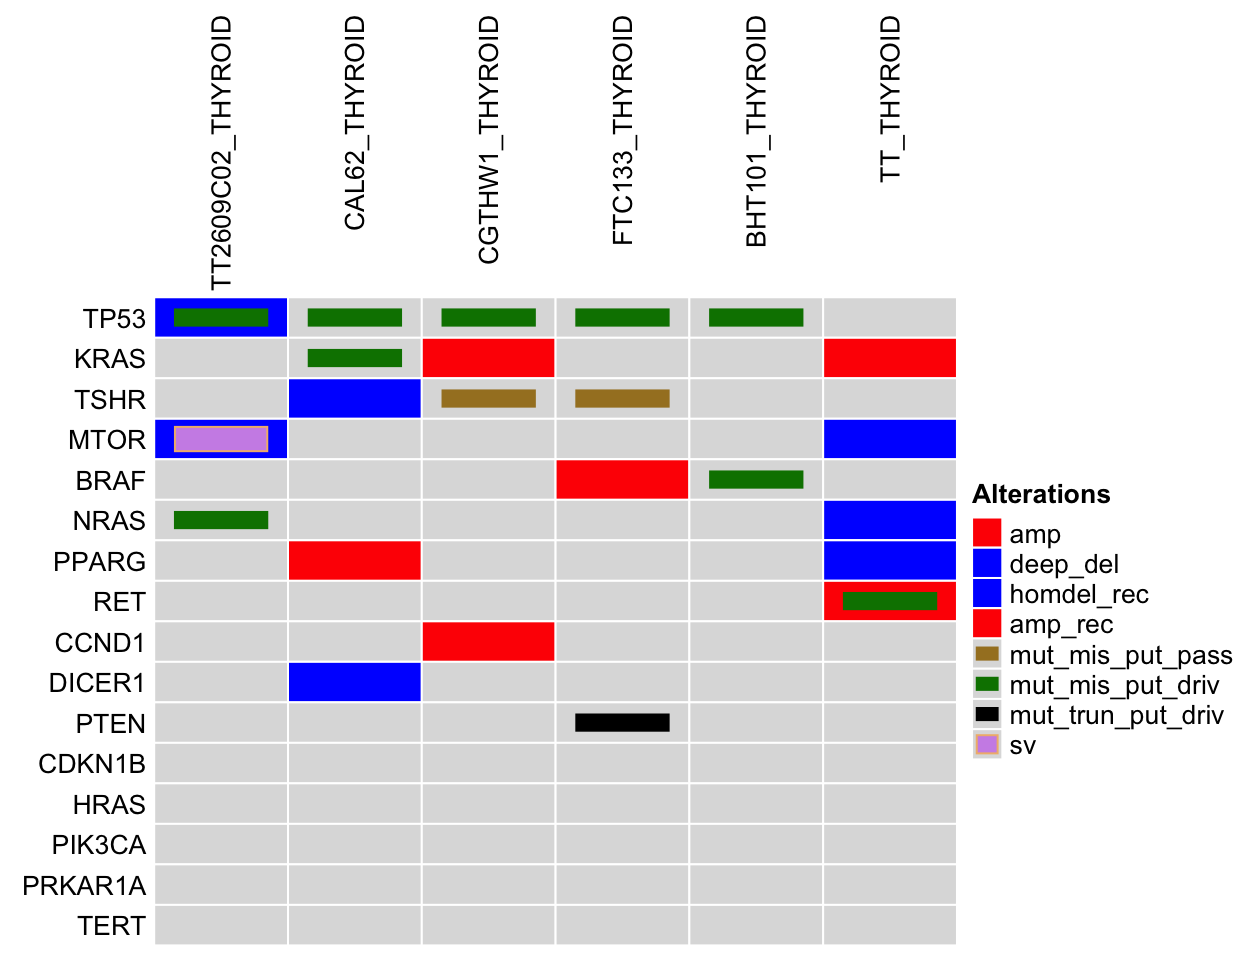 TT2609C02_THYROID
CAL62_THYROID
CGTHW1_THYROID
FTC133_THYROID
BHT101_THYROID
TT_THYROID
TP53
KRAS
TSHR
MTOR
BRAF
NRAS
PPARG
RET
CCND1
DICER1
PTEN
CDKN1B
HRAS
PIK3CA
PRKAR1A
TERT
Alterations
amp
deep_del
homdel_rec
amp_rec
mut_mis_put_pass
mut_mis_put_driv
mut_trun_put_driv
sv